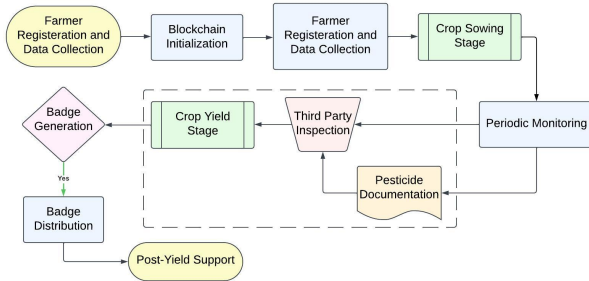 Farmer
Registeration and
Data Collection
Blockchain
Initialization
Farmer
Registeration and
Data Collection
Crop Sowing
Stage
Badge
Generation
Crop Yield
Stage
Third Party
Inspection
Periodic Monitoring
Pesticide
Documentation
Yes
Badge
Distribution
Post-Yield Support